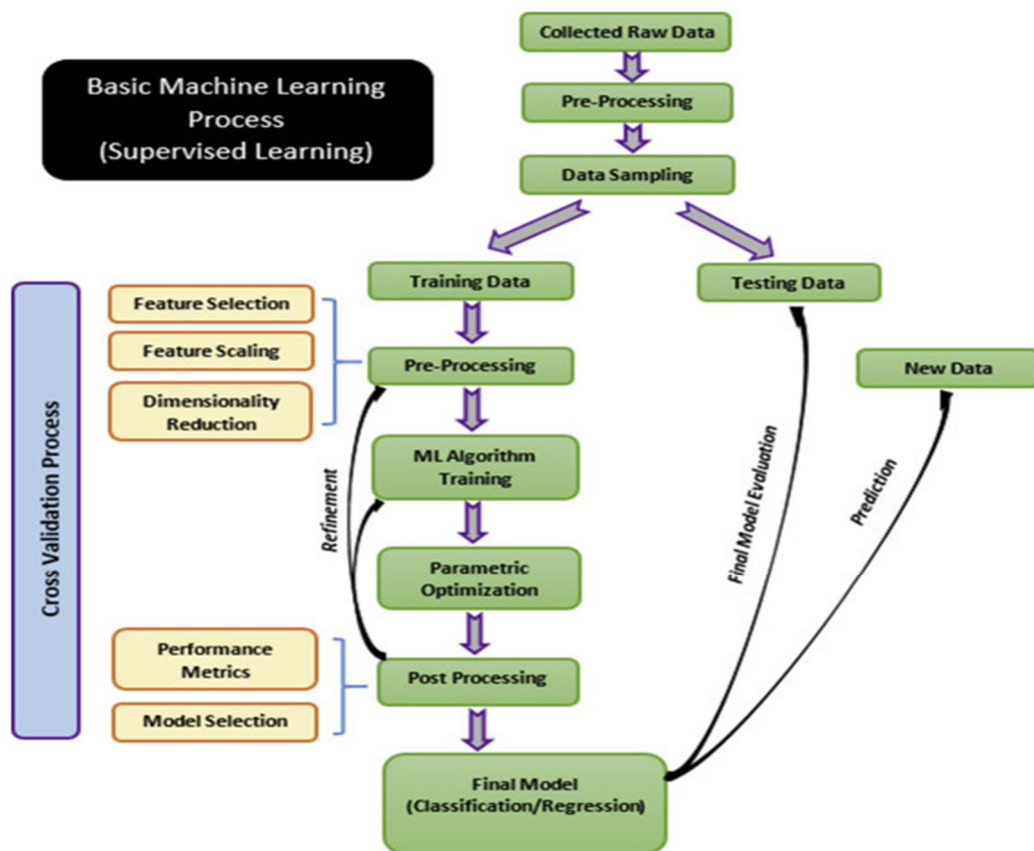 Collected Raw Data
Basic Machine Learning
Process
(Supervised Learning)
Pre-Processing
Data Sampling
Training Data
Testing Data
Feature Selection
Feature Scaling
Dimensionality
Reduction
Pre-Processing
New Data
ML Algorithm
Training
Refinement
Final Model Evaluation
Prediction
Cross Validation Process
Parametric
Optimization
Performance
Metrics
Model Selection
Post Processing
Final Model
(Classification/Regression)